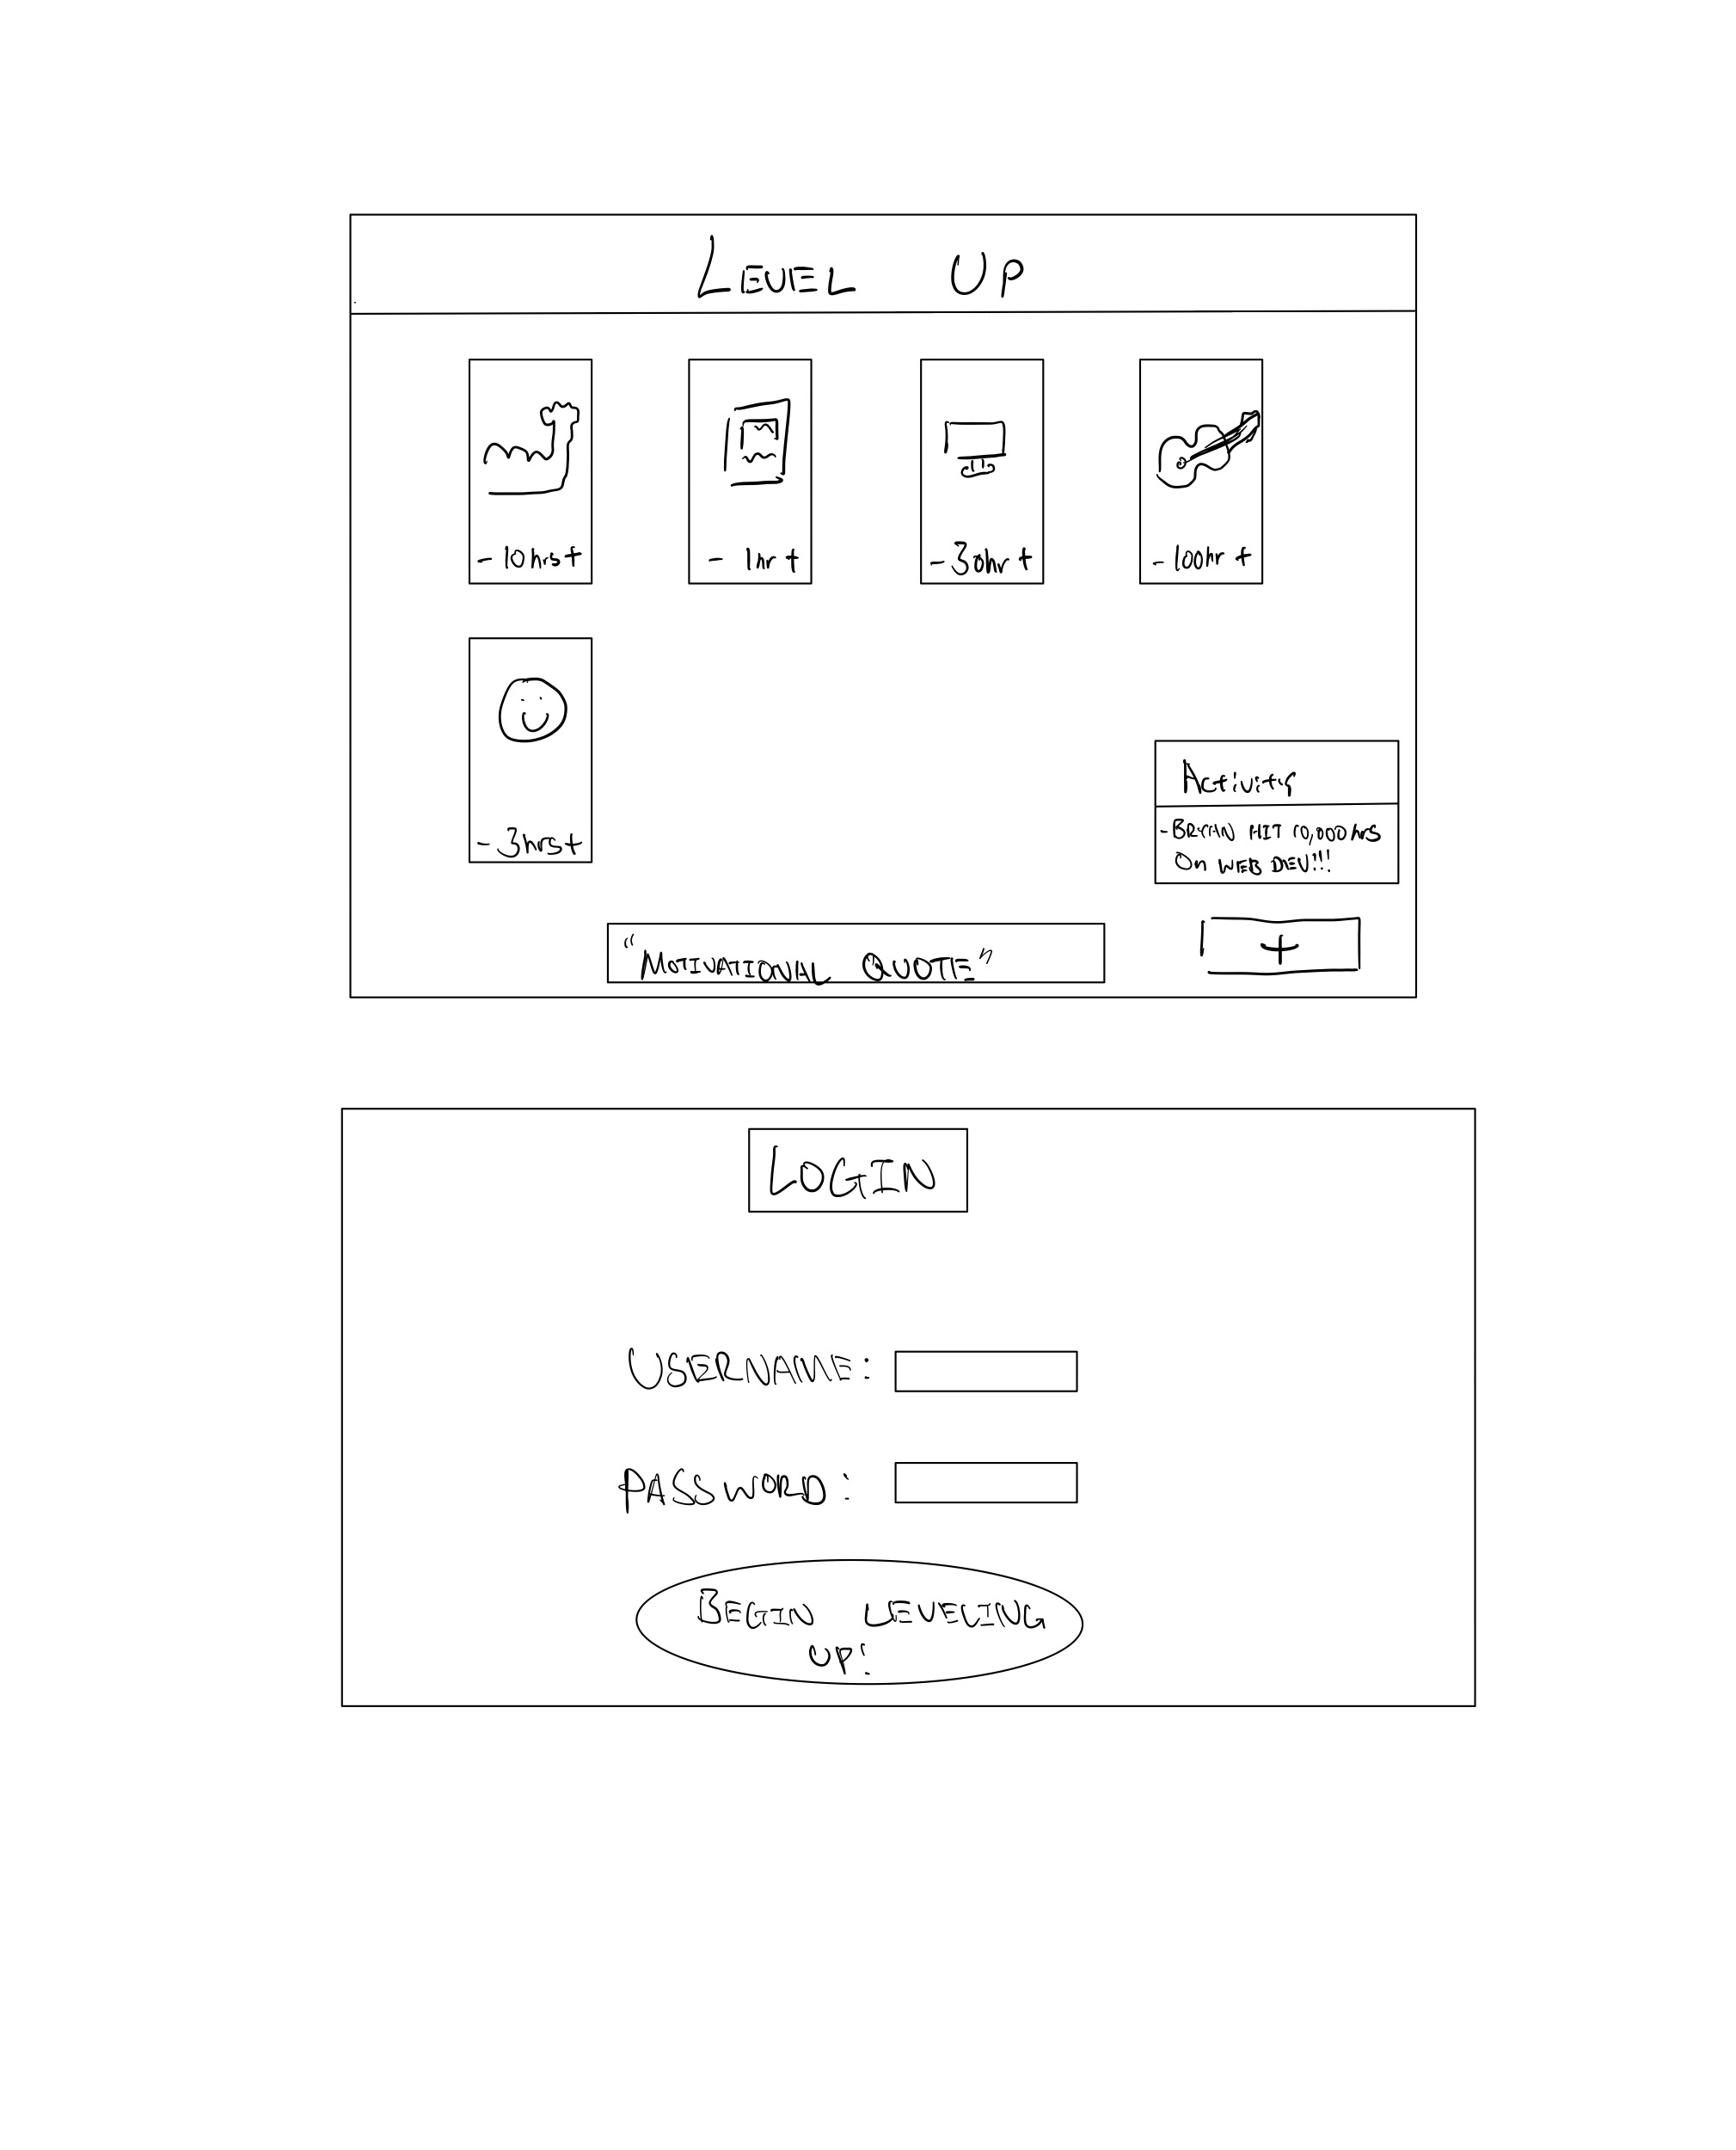 LEVEL UP
- 10hrs +
- 1hr +
- 30hr +
- 100hr +
- 3hrs +
Activity
- BRIAN HIT 10,000 hrs
On WEB DEV!!!
"MOTIVATIONAL QUOTE"
+
LOGIN
USERNAME:
PASSWORD:
BEGIN LEVELING
UP!